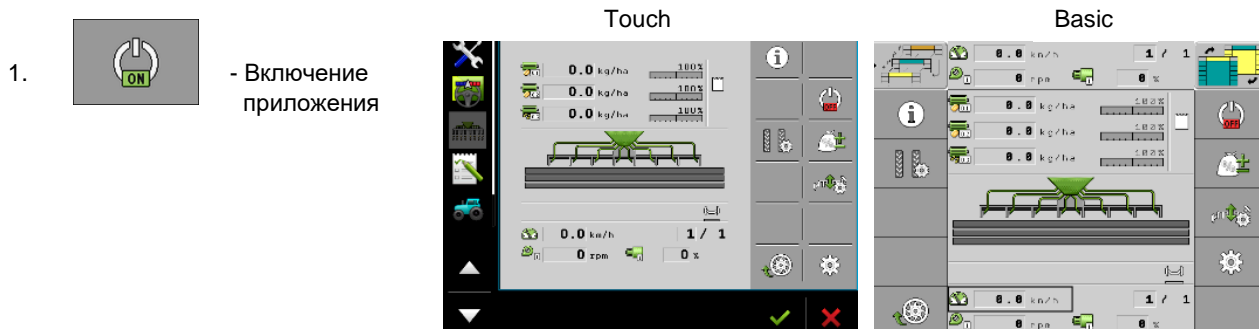 Touch
Basic
1.
ON
- Включение
приложения
0.0 kg/ha 100%
0.0 kg/ha 100%
0.0 kg/ha 100%
0.0 km/h 1 / 1
0 rpm 0 %
OFF
0.0 km/h 1 / 1
0 rpm 0 %
0.0 kg/ha 100%
0.0 kg/ha 100%
0.0 kg/ha 100%
0.0 km/h 1 / 1
0 rpm 0 %
OFF